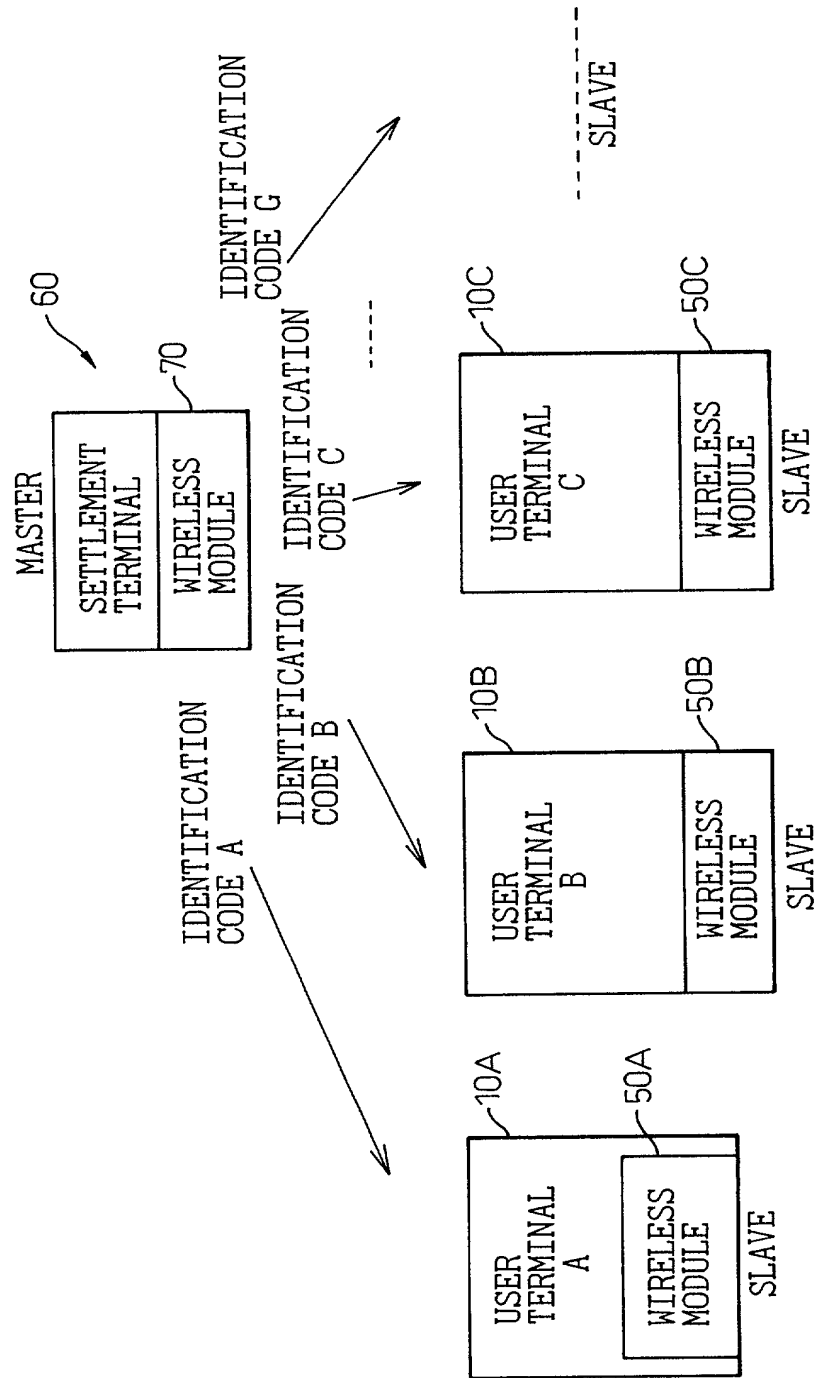 MASTER
60
SETTLEMENT
TERMINAL
WIRELESS
MODULE
70
IDENTIFICATION
CODE A
IDENTIFICATION
CODE B
IDENTIFICATION
CODE C
IDENTIFICATION
CODE G
USER
TERMINAL
A
10A
WIRELESS
MODULE
50A
SLAVE
USER
TERMINAL
B
10B
WIRELESS
MODULE
50B
SLAVE
USER
TERMINAL
C
10C
WIRELESS
MODULE
50C
SLAVE
SLAVE